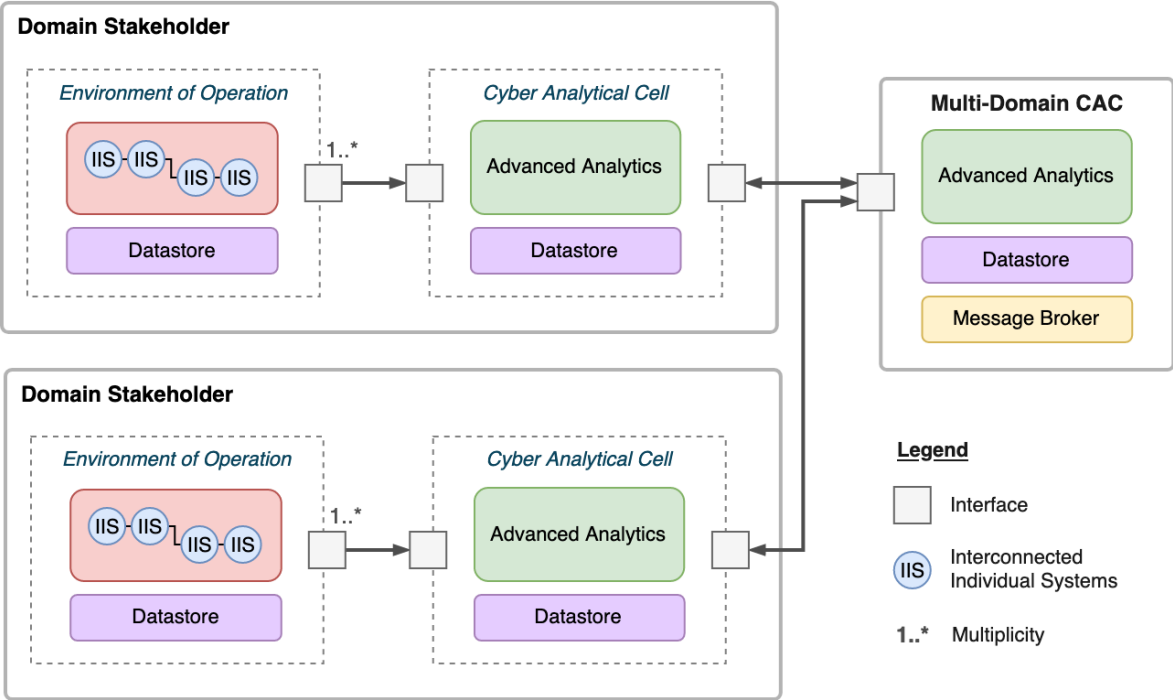 Domain Stakeholder
Environment of Operation
IIS
IIS
IIS
IIS
Datastore
1..*
Cyber Analytical Cell
Advanced Analytics
Datastore
Multi-Domain CAC
Advanced Analytics
Datastore
Message Broker
Domain Stakeholder
Environment of Operation
IIS
IIS
IIS
IIS
Datastore
1..*
Cyber Analytical Cell
Advanced Analytics
Datastore
Legend
Interface
IIS
Interconnected
Individual Systems
1..*
Multiplicity